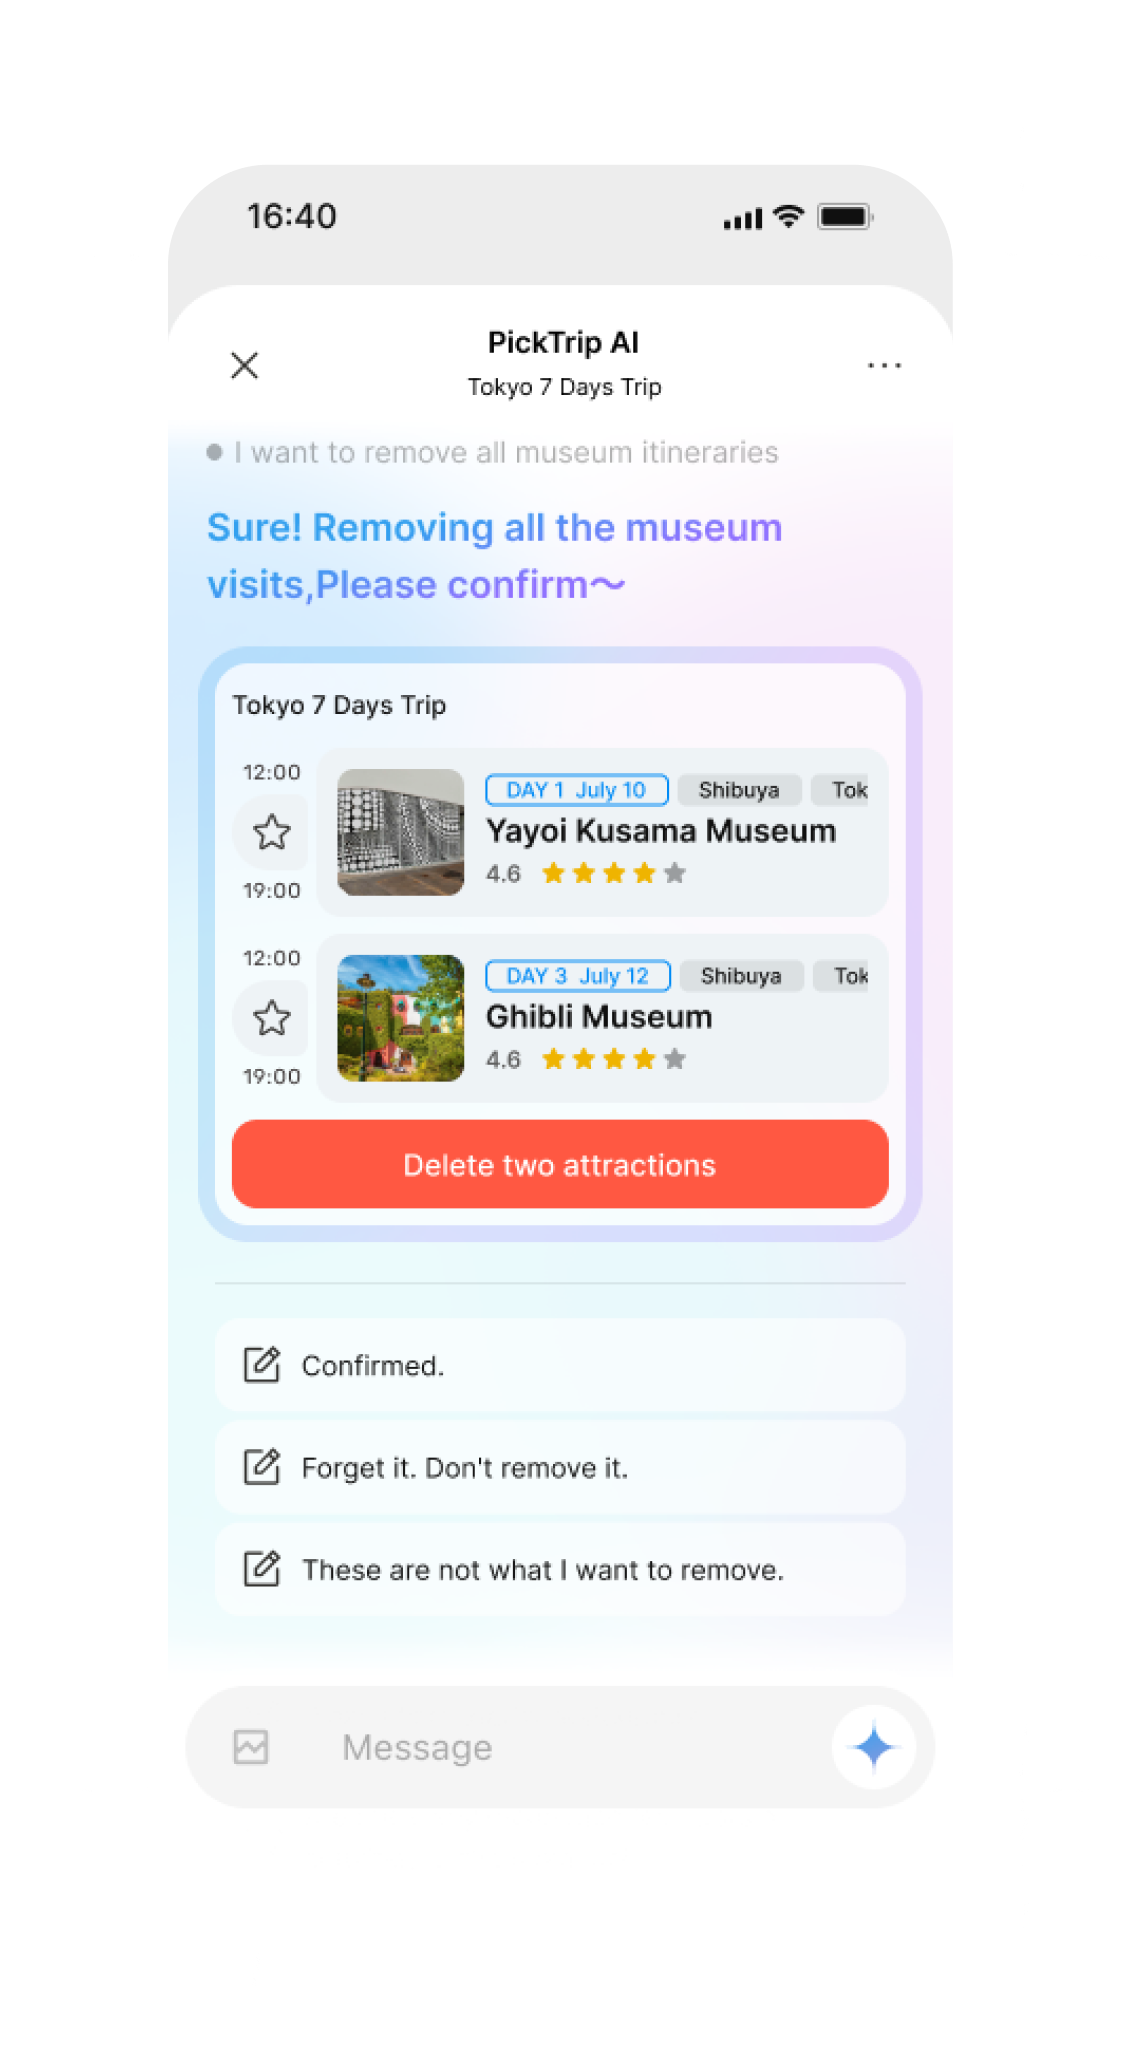 16:40
PickTrip AI
Tokyo 7 Days Trip
I want to remove all museum itineraries
Sure! Removing all the museum
visits,Please confirm～
Tokyo 7 Days Trip
12:00
DAY 1 July 10 Shibuya Tok
Yayoi Kusama Museum
4.6
19:00
12:00
DAY 3 July 12 Shibuya Tok
Ghibli Museum
4.6
19:00
Delete two attractions
Confirmed.
Forget it. Don't remove it.
These are not what I want to remove.
Message